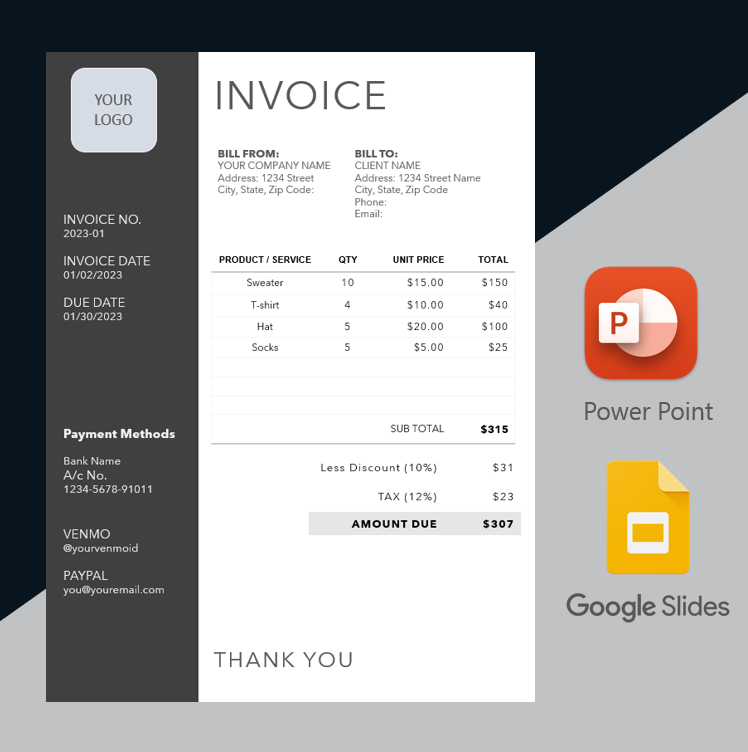 YOUR
LOGO
INVOICE NO.
2023-01
INVOICE DATE
01/02/2023
DUE DATE
01/30/2023
Payment Methods
Bank Name
A/c No.
1234-5678-91011
VENMO
@yourvenmoid
PAYPAL
you@youremail.com
INVOICE
BILL FROM:
YOUR COMPANY NAME
Address: 1234 Street
City, State, Zip Code:
BILL TO:
CLIENT NAME
Address: 1234 Street Name
City, State, Zip Code
Phone:
Email:
PRODUCT / SERVICE QTY UNIT PRICE TOTAL
Sweater 10 $15.00 $150
T-shirt 4 $10.00 $40
Hat 5 $20.00 $100
Socks 5 $5.00 $25
SUB TOTAL $315
Less Discount (10%) $31
TAX (12%) $23
AMOUNT DUE $307
THANK YOU
P
Power Point
Google Slides